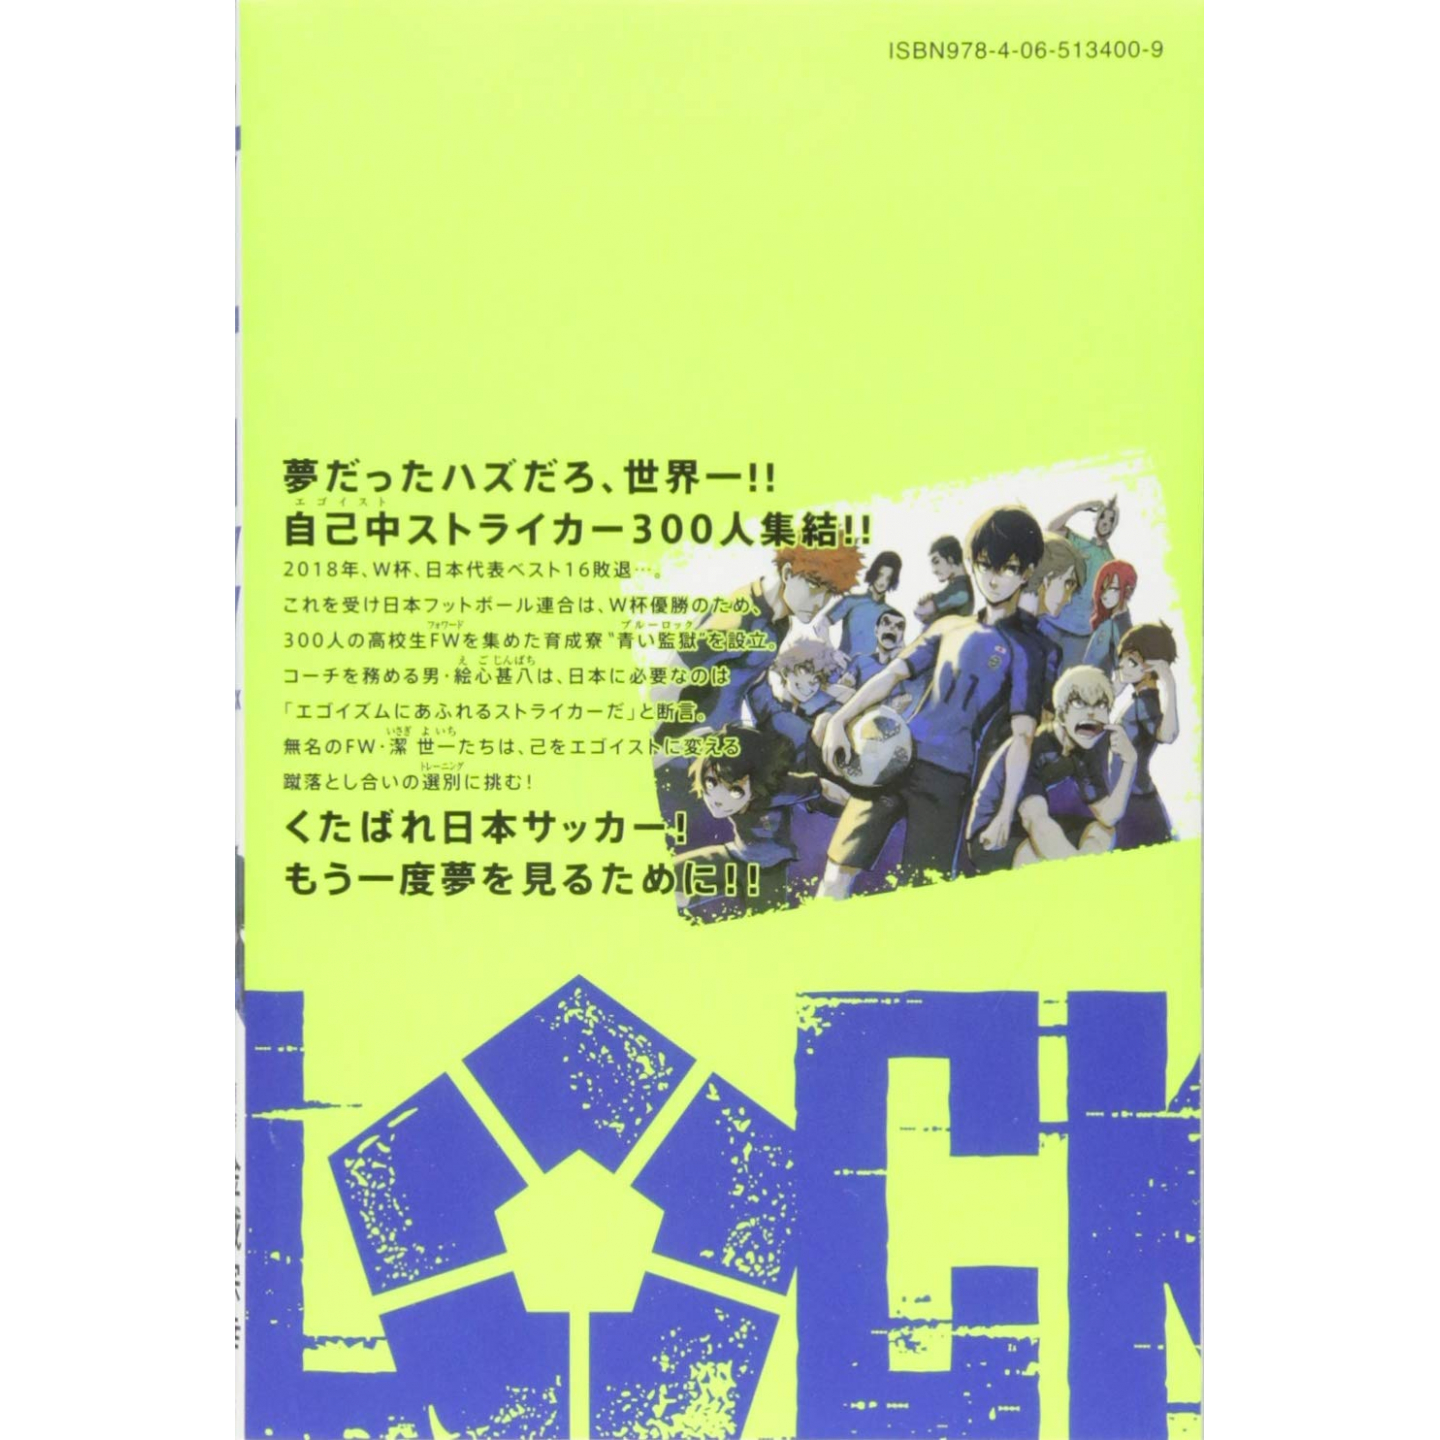 ISBN978-4-06-513400-9
夢だったハズだろ、世界一!!
エゴイスト
自己中ストライカー300人集結!!
2018年、W杯、日本代表ベスト16敗退…。
これを受け日本フットボール連合は、W杯優勝のため、
フォワード ブルーロック
300人の高校生FWを集めた育成寮“青い監獄”を設立。
えごじんぱち
コーチを務める男・絵心甚八は、日本に必要なのは
「エゴイズムにあふれるストライカーだ」と断言。
いさぎ よいち
無名のFW・潔 世一たちは、己をエゴイストに変える
トレーニング
蹴落とし合いの選別に挑む!
くたばれ日本サッカー!
もう一度夢を見るために!!
LOCK